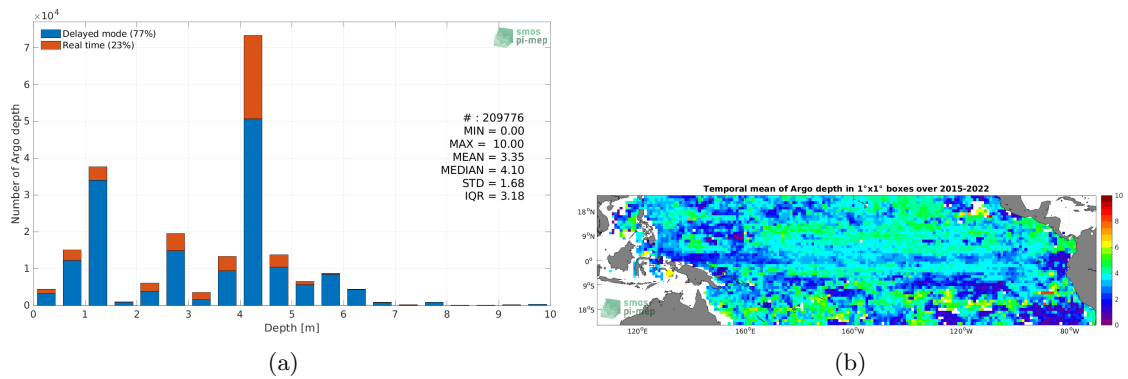 ×10⁴
Delayed mode (77%)
Real time (23%)
smos
pi-mep
7
6
5
4
3
2
1
0
Number of Argo depth
# : 209776
MIN = 0.00
MAX = 10.00
MEAN = 3.35
MEDIAN = 4.10
STD = 1.68
IQR = 3.18
0 1 2 3 4 5 6 7 8 9 10
Depth [m]
(a)
Temporal mean of Argo depth in 1°x1° boxes over 2015-2022
18°N
9°N
0°
9°S
18°S
smos
pi-mep
120°E 160°E 160°W 120°W 80°W
10
8
6
4
2
0
(b)